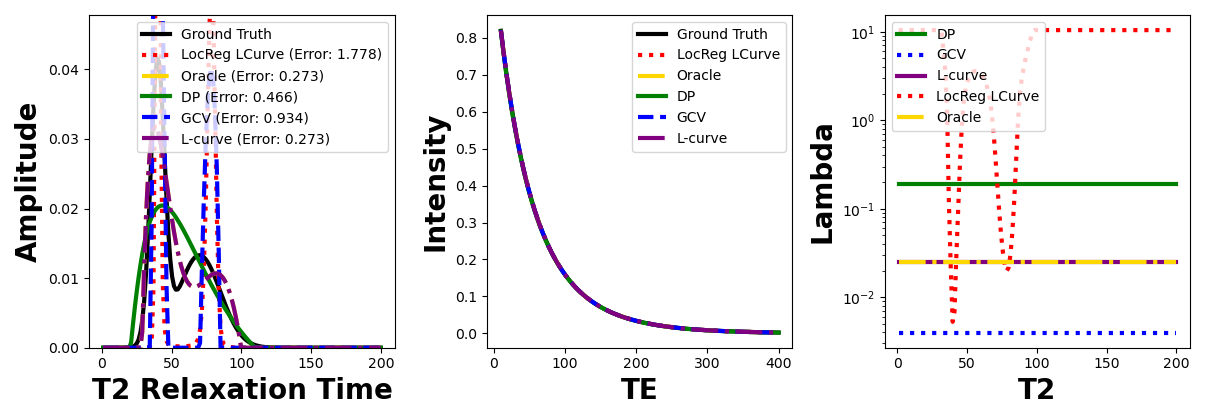 Amplitude
0.04
0.03
0.02
0.01
0.00
0
50
100
150
200
T2 Relaxation Time
Ground Truth
LocReg LCurve (Error: 1.778)
Oracle (Error: 0.273)
DP (Error: 0.466)
GCV (Error: 0.934)
L-curve (Error: 0.273)
Intensity
0.8
0.7
0.6
0.5
0.4
0.3
0.2
0.1
0.0
0
100
200
300
400
TE
Ground Truth
LocReg LCurve
Oracle
DP
GCV
L-curve
Lambda
10¹
10⁰
10⁻¹
10⁻²
0
50
100
150
200
T2
DP
GCV
L-curve
LocReg LCurve
Oracle